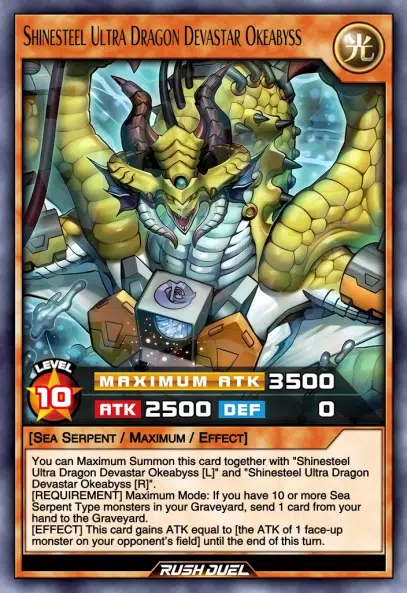 Shinesteel Ultra Dragon Devastar Okeabyss
光
LEVEL
10
MAXIMUM ATK 3500
ATK 2500 DEF 0
[Sea Serpent / Maximum / Effect]
You can Maximum Summon this card together with "Shinesteel
Ultra Dragon Devastar Okeabyss [L]" and "Shinesteel Ultra Dragon
Devastar Okeabyss [R]".
[REQUIREMENT] Maximum Mode: If you have 10 or more Sea
Serpent Type monsters in your Graveyard, send 1 card from your
hand to the Graveyard.
[EFFECT] This card gains ATK equal to [the ATK of 1 face-up
monster on your opponent's field] until the end of this turn.
RUSH DUEL